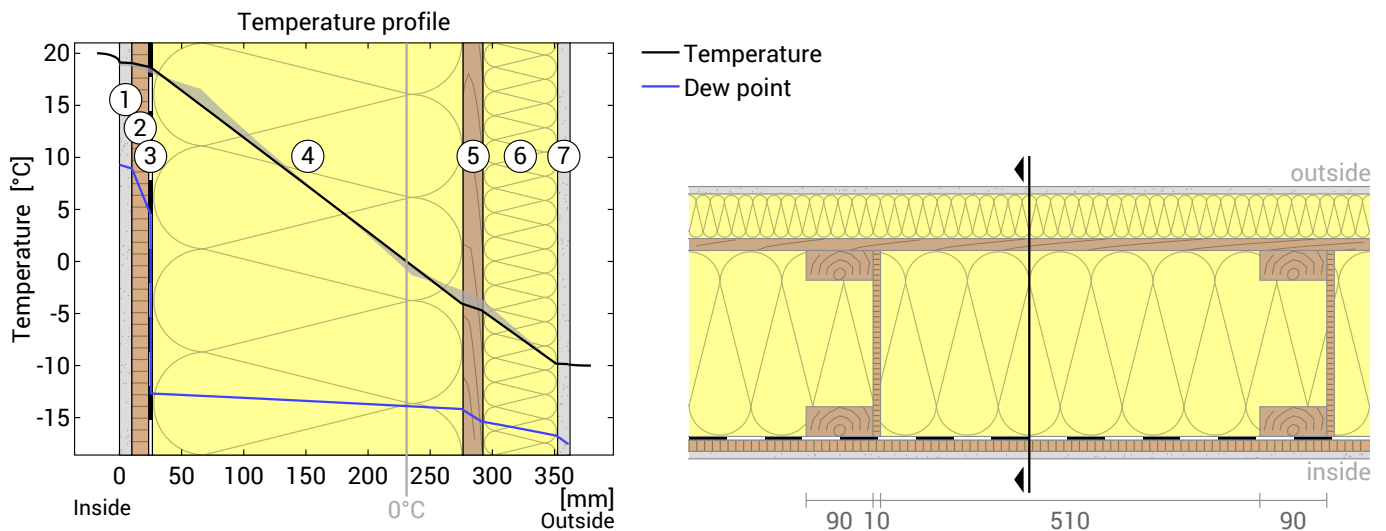 Temperature profile
Temperature
Dew point
Temperature [°C]
20
15
10
5
0
-5
-10
-15
1
2
3
4
5
6
7
0 50 100 150 200 250 300 350
[mm]
Inside
0°C
Outside
outside
inside
90 10 510 90